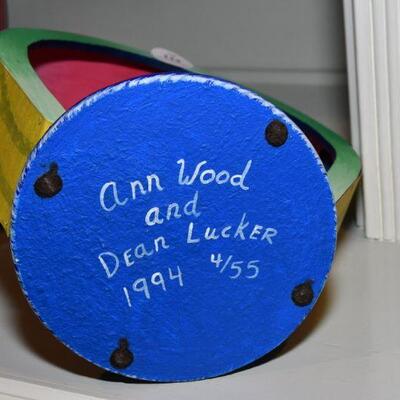 Ann Wood
and
Dean Lucker
1994 4/55